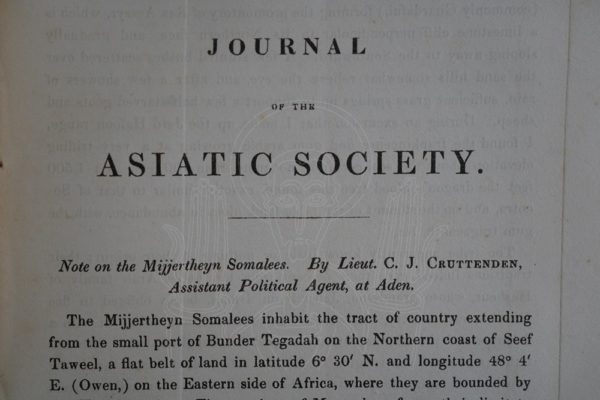 JOURNAL
OF THE
ASIATIC SOCIETY.
Note on the Mijjertheyn Somalees. By Lieut. C. J. CRUTTENDEN,
Assistant Political Agent, at Aden.
The Mijjertheyn Somalees inhabit the tract of country extending
from the small port of Bunder Tegadah on the Northern coast of Seef
Taweel, a flat belt of land in latitude 6° 30′ N. and longitude 48° 4′
E. (Owen,) on the Eastern side of Africa, where they are bounded by